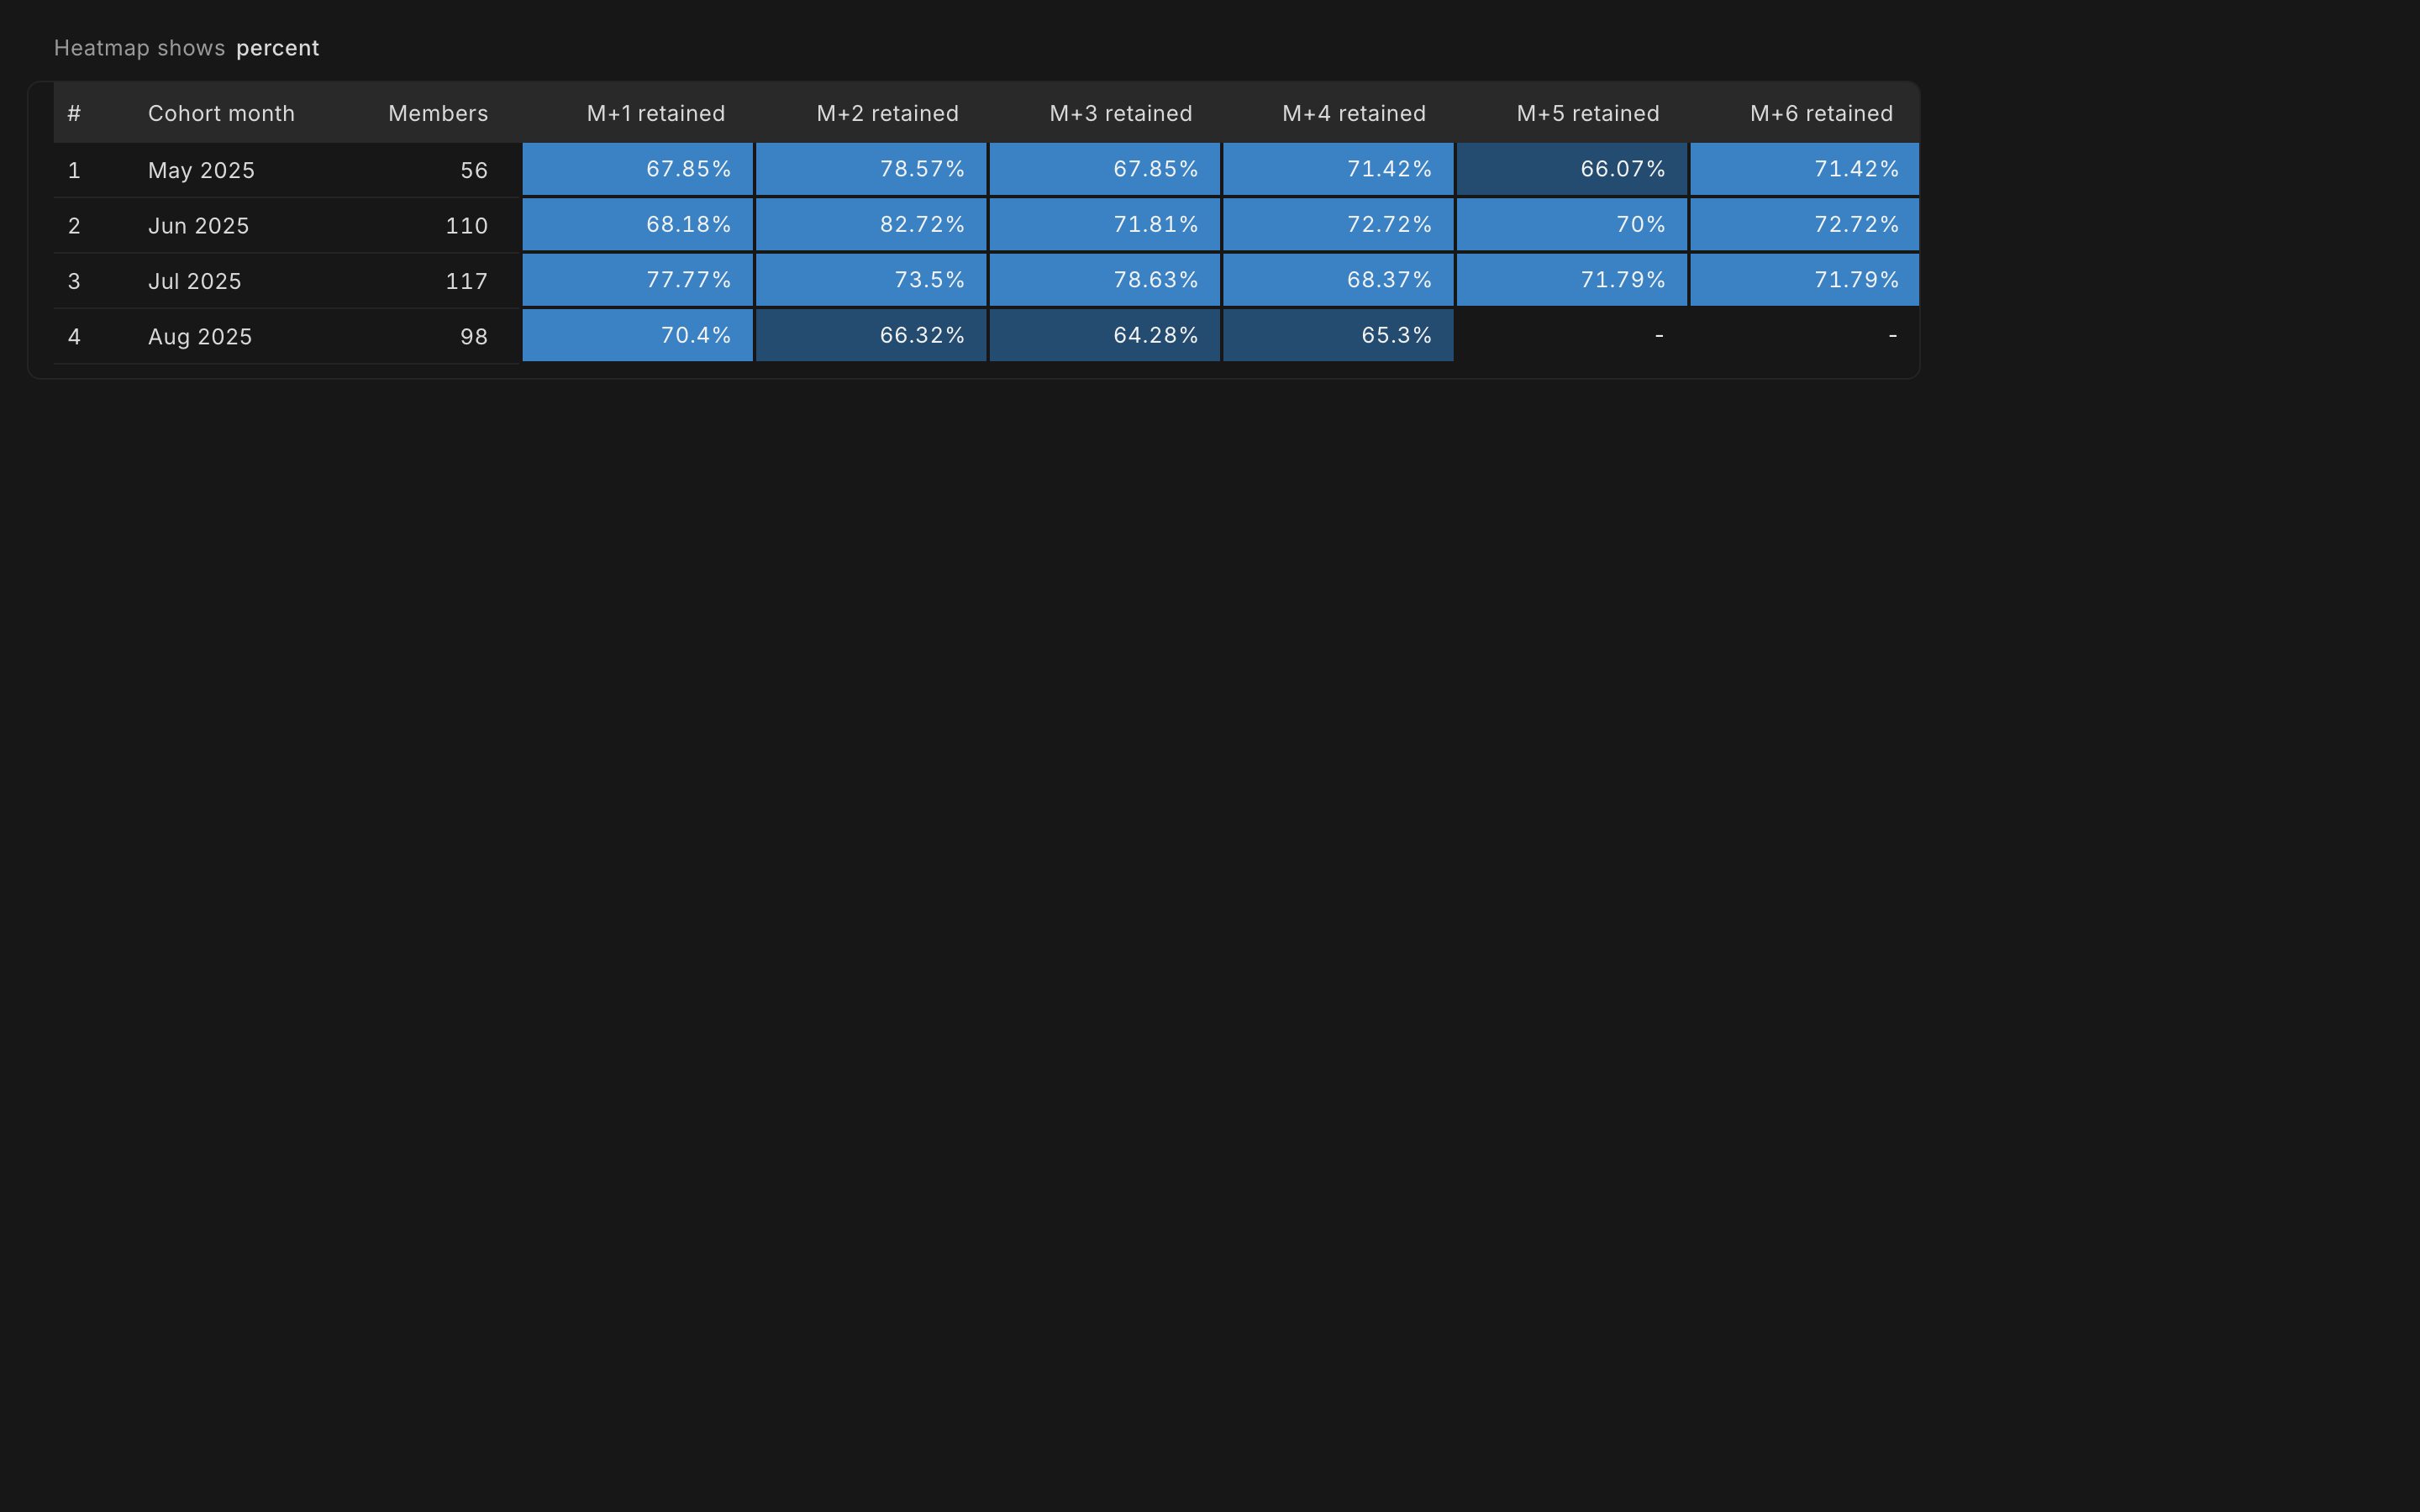 Heatmap shows percent
# Cohort month Members M+1 retained M+2 retained M+3 retained M+4 retained M+5 retained M+6 retained
1 May 2025 56 67.85% 78.57% 67.85% 71.42% 66.07% 71.42%
2 Jun 2025 110 68.18% 82.72% 71.81% 72.72% 70% 72.72%
3 Jul 2025 117 77.77% 73.5% 78.63% 68.37% 71.79% 71.79%
4 Aug 2025 98 70.4% 66.32% 64.28% 65.3% - -